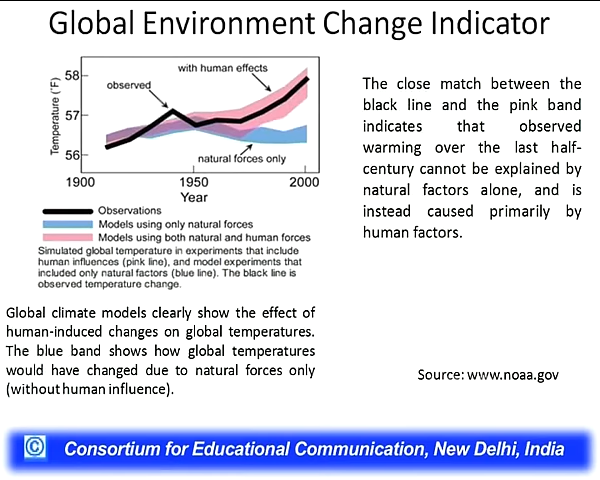 Global Environment Change Indicator
58
57
56
Temperature (°F)
with human effects
observed
natural forces only
1900
1950
2000
Year
Observations
Models using only natural forces
Models using both natural and human forces
Simulated global temperature in experiments that include
human influences (pink line), and model experiments that
included only natural factors (blue line). The black line is
observed temperature change.
The close match between the
black line and the pink band
indicates that observed
warming over the last half-
century cannot be explained by
natural factors alone, and is
instead caused primarily by
human factors.
Global climate models clearly show the effect of
human-induced changes on global temperatures.
The blue band shows how global temperatures
would have changed due to natural forces only
(without human influence).
Source: www.noaa.gov
© Consortium for Educational Communication, New Delhi, India